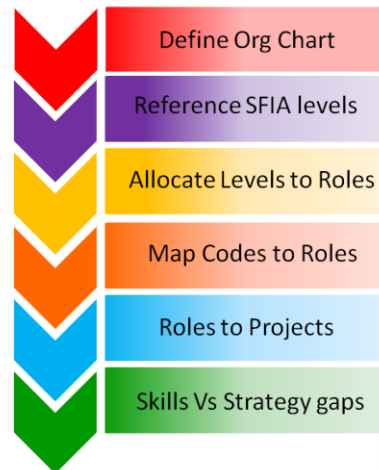 Define Org Chart
Reference SFIA levels
Allocate Levels to Roles
Map Codes to Roles
Roles to Projects
Skills Vs Strategy gaps